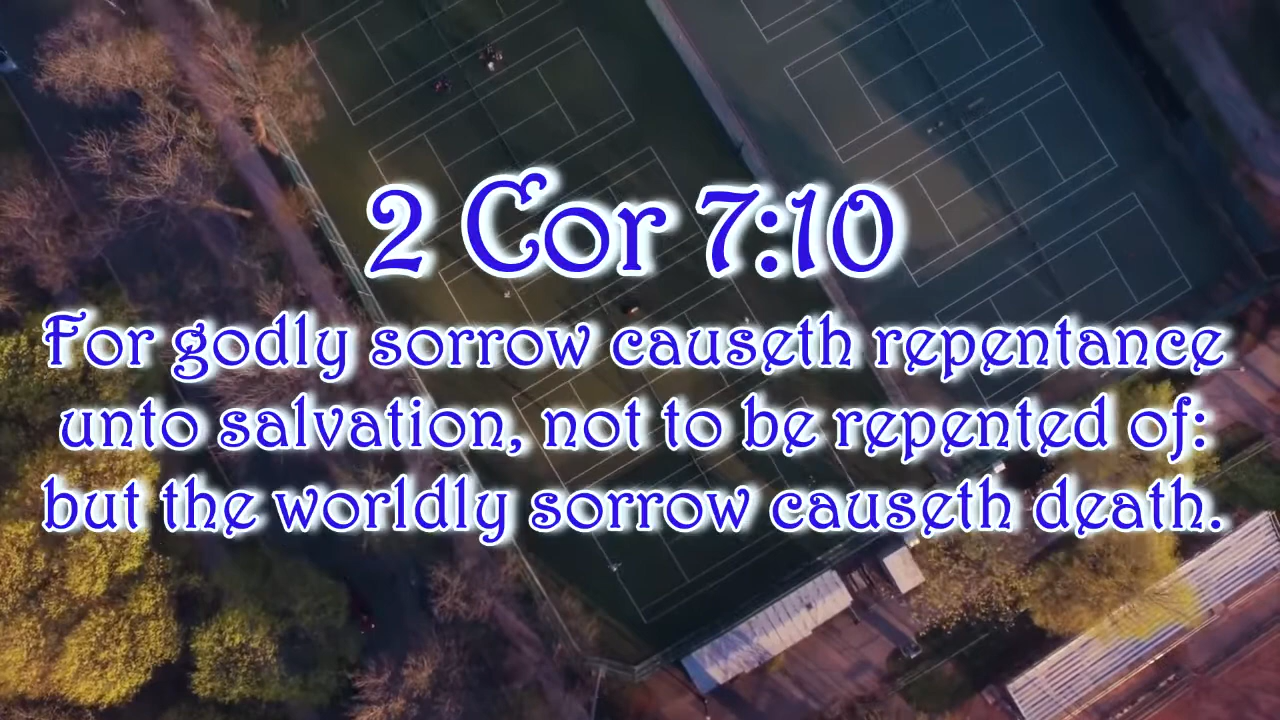 2 Cor 7:10
For godly sorrow causeth repentance
unto salvation, not to be repented of:
but the worldly sorrow causeth death.